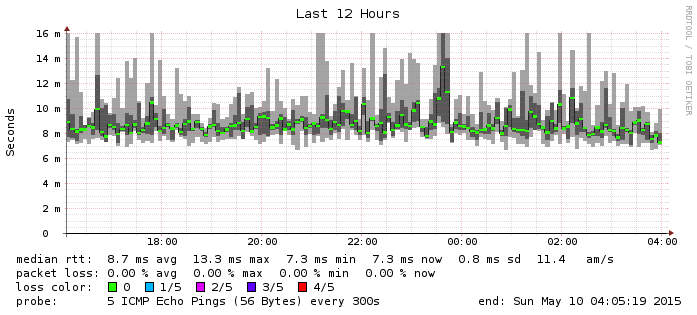 Last 12 Hours
RRDTOOL / TOBI OETIKER
Seconds
16 m
14 m
12 m
10 m
8 m
6 m
4 m
2 m
0
18:00 20:00 22:00 00:00 02:00 04:00
median rtt: 8.7 ms avg 13.3 ms max 7.3 ms min 7.3 ms now 0.8 ms sd 11.4 am/s
packet loss: 0.00 % avg 0.00 % max 0.00 % min 0.00 % now
loss color: 0 1/5 2/5 3/5 4/5
probe: 5 ICMP Echo Pings (56 Bytes) every 300s end: Sun May 10 04:05:19 2015